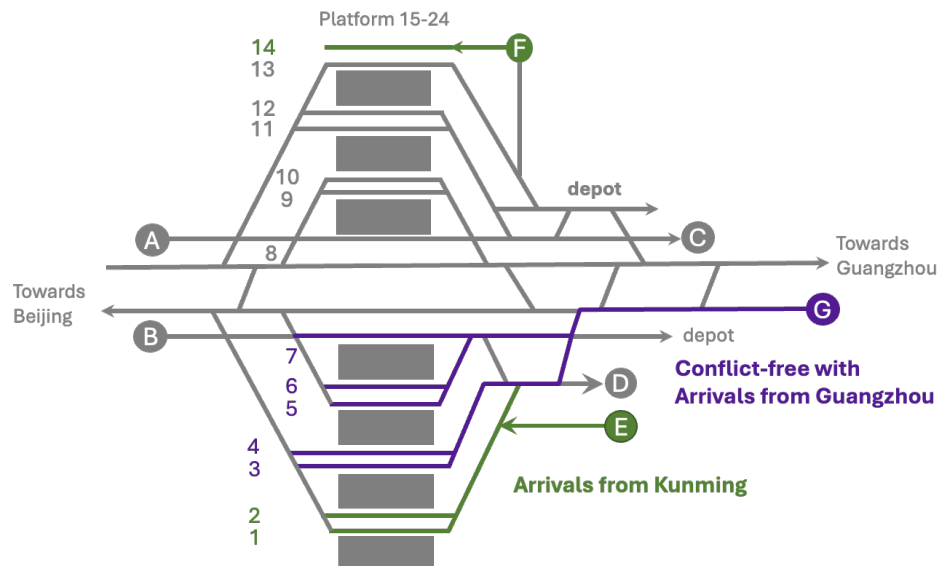 Platform 15-24
14
F
13
12
11
10
depot
9
A
C
Towards
Guangzhou
8
Towards
Beijing
G
B
depot
7
Conflict-free with
Arrivals from Guangzhou
6
D
5
E
4
3
Arrivals from Kunming
2
1